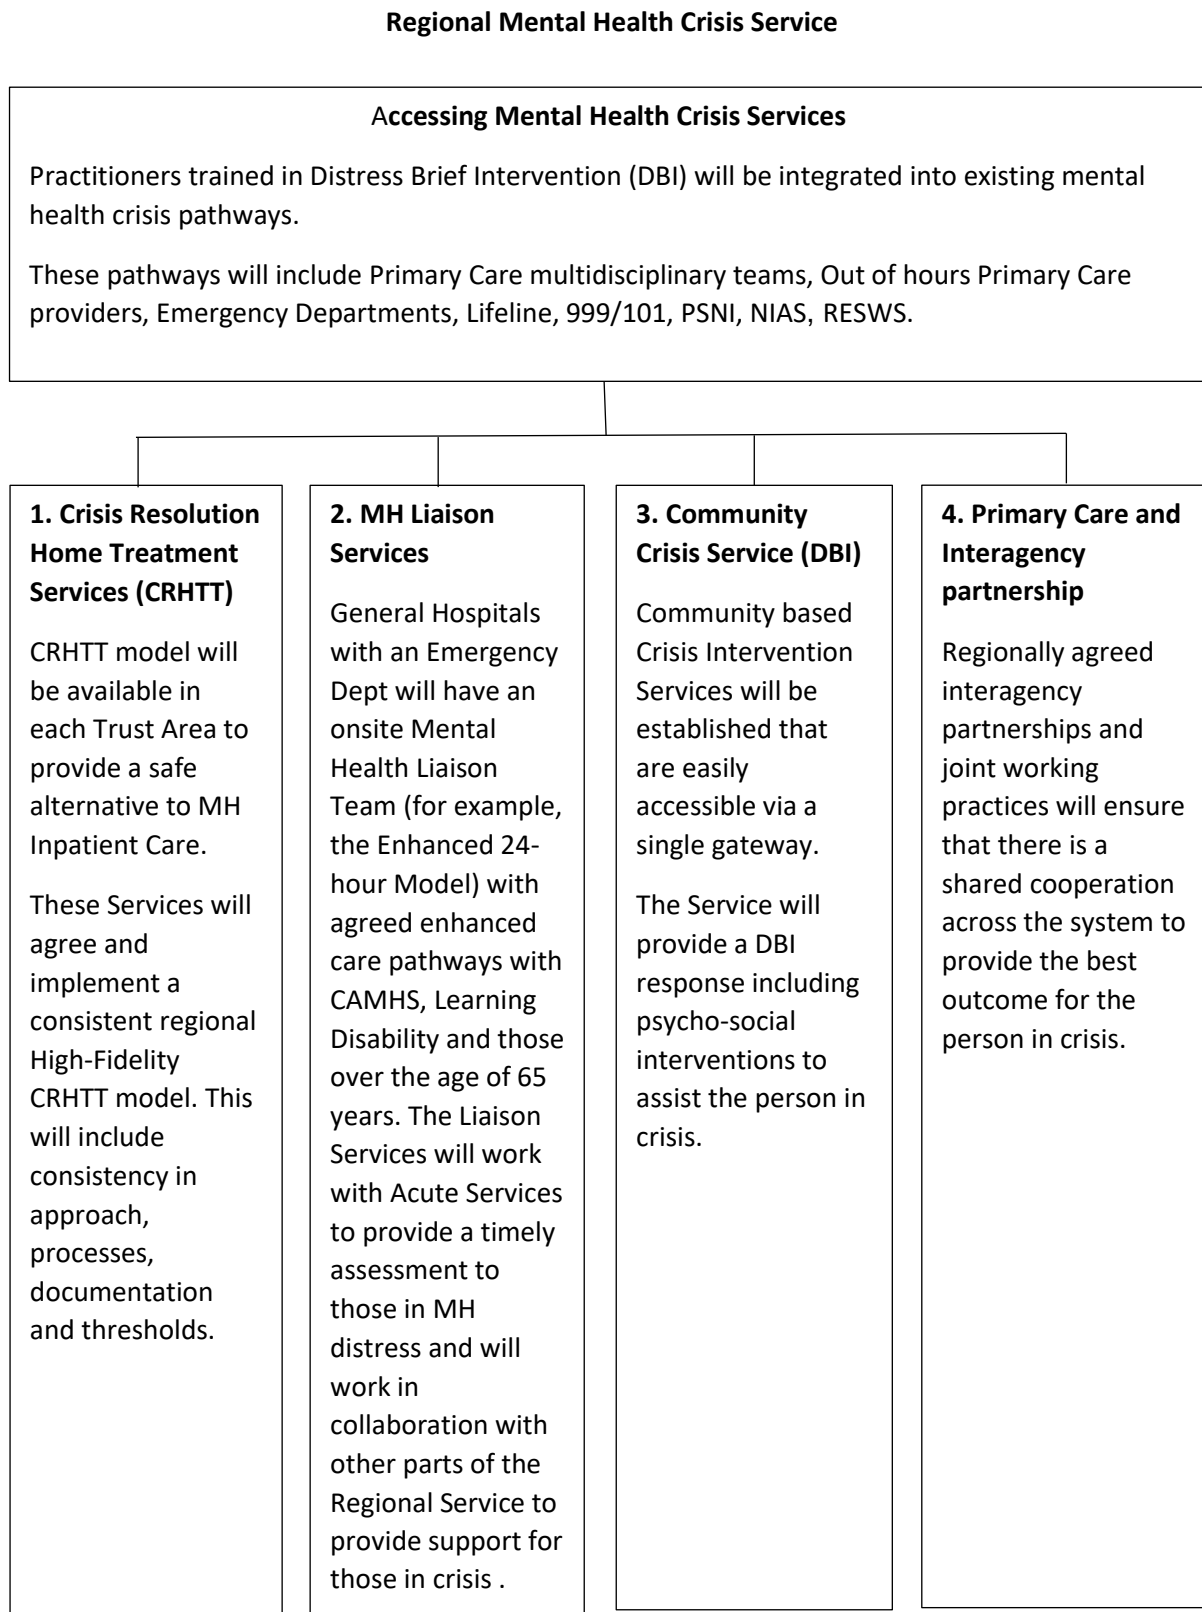 Regional Mental Health Crisis Service
Accessing Mental Health Crisis Services
Practitioners trained in Distress Brief Intervention (DBI) will be integrated into existing mental
health crisis pathways.
These pathways will include Primary Care multidisciplinary teams, Out of hours Primary Care
providers, Emergency Departments, Lifeline, 999/101, PSNI, NIAS, RESWS.
1. Crisis Resolution
Home Treatment
Services (CRHTT)
CRHTT model will
be available in
each Trust Area to
provide a safe
alternative to MH
Inpatient Care.
These Services will
agree and
implement a
consistent regional
High-Fidelity
CRHTT model. This
will include
consistency in
approach,
processes,
documentation
and thresholds.
2. MH Liaison
Services
General Hospitals
with an Emergency
Dept will have an
onsite Mental
Health Liaison
Team (for example,
the Enhanced 24-
hour Model) with
agreed enhanced
care pathways with
CAMHS, Learning
Disability and those
over the age of 65
years. The Liaison
Services will work
with Acute Services
to provide a timely
assessment to
those in MH
distress and will
work in
collaboration with
other parts of the
Regional Service to
provide support for
those in crisis .
3. Community
Crisis Service (DBI)
Community based
Crisis Intervention
Services will be
established that
are easily
accessible via a
single gateway.
The Service will
provide a DBI
response including
psycho-social
interventions to
assist the person in
crisis.
4. Primary Care and
Interagency
partnership
Regionally agreed
interagency
partnerships and
joint working
practices will ensure
that there is a
shared cooperation
across the system to
provide the best
outcome for the
person in crisis.